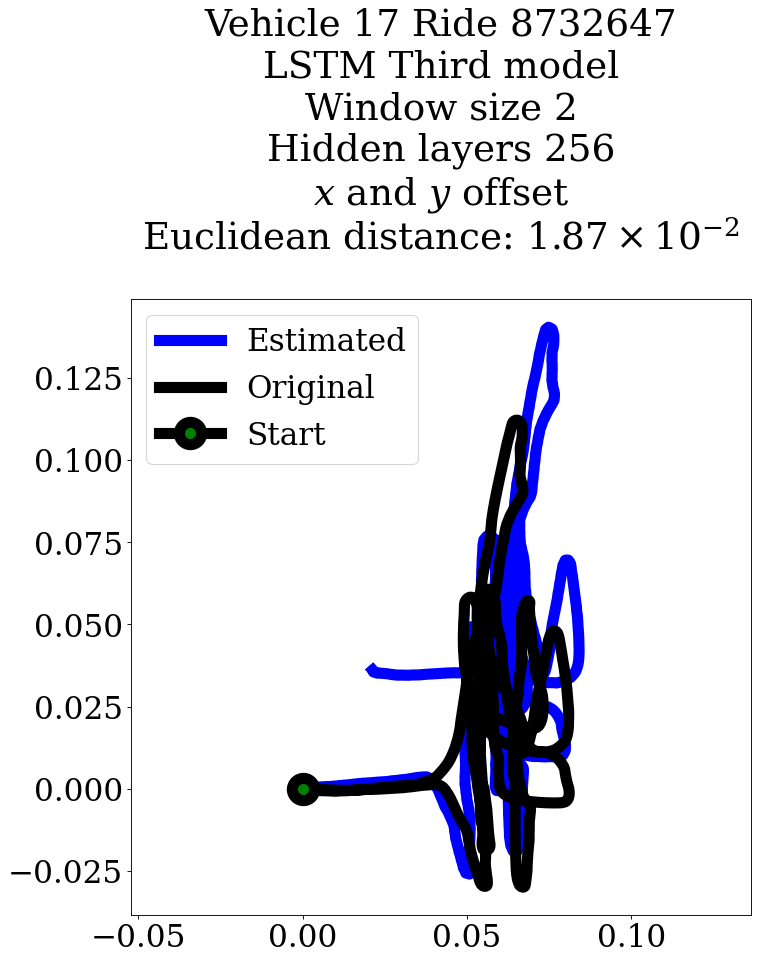 Vehicle 17 Ride 8732647
LSTM Third model
Window size 2
Hidden layers 256
x and y offset
Euclidean distance: 1.87 × 10⁻²
Estimated
Original
Start
0.125
0.100
0.075
0.050
0.025
0.000
−0.025
−0.05 0.00 0.05 0.10